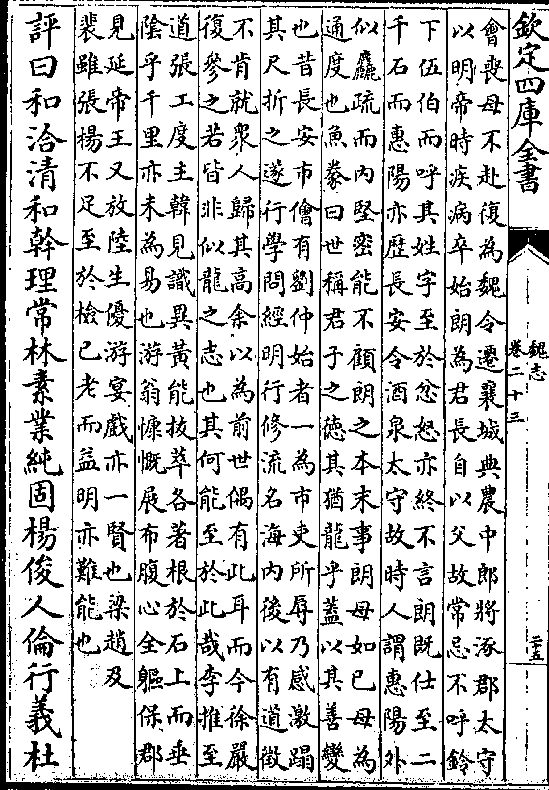 欽定四庫全書
魏志
卷二十三
二十五
會喪母不赴復為魏令遷襄城典農中郎將涿郡太守
以明帝時疾病卒始朗為君長自以父故常忌不呼鈴
下伍伯而呼其姓字至於忿怒亦終不言朗既仕至二
千石而惠陽亦歷長安令酒泉太守故時人謂惠陽外
似麤疏而內堅密能不顧朗之本末事朗母如已母為
通度也魚豢曰世稱君子之德其猶龍乎蓋以其善變
也昔長安市儈有劉仲始者一為市吏所辱乃感激蹋
其尺折之遂行學問經明行修流名海內後以有道徵
不肯就衆人歸其高余以為前世偶有此耳而今徐嚴
復參之若皆非似龍之志也其何能至於此哉李推至
道張工度主韓見識異黃能拔萃各著根於石上而垂
陰乎千里亦未為易也游翁慷慨展布腹心全軀保郡
見延帝王又放陸生優游宴戲亦一賢也梁趙及
裴雖張楊不足至於檢已老而益明亦難能也
評曰和洽清和幹理常林素業純固楊俊人倫行義杜